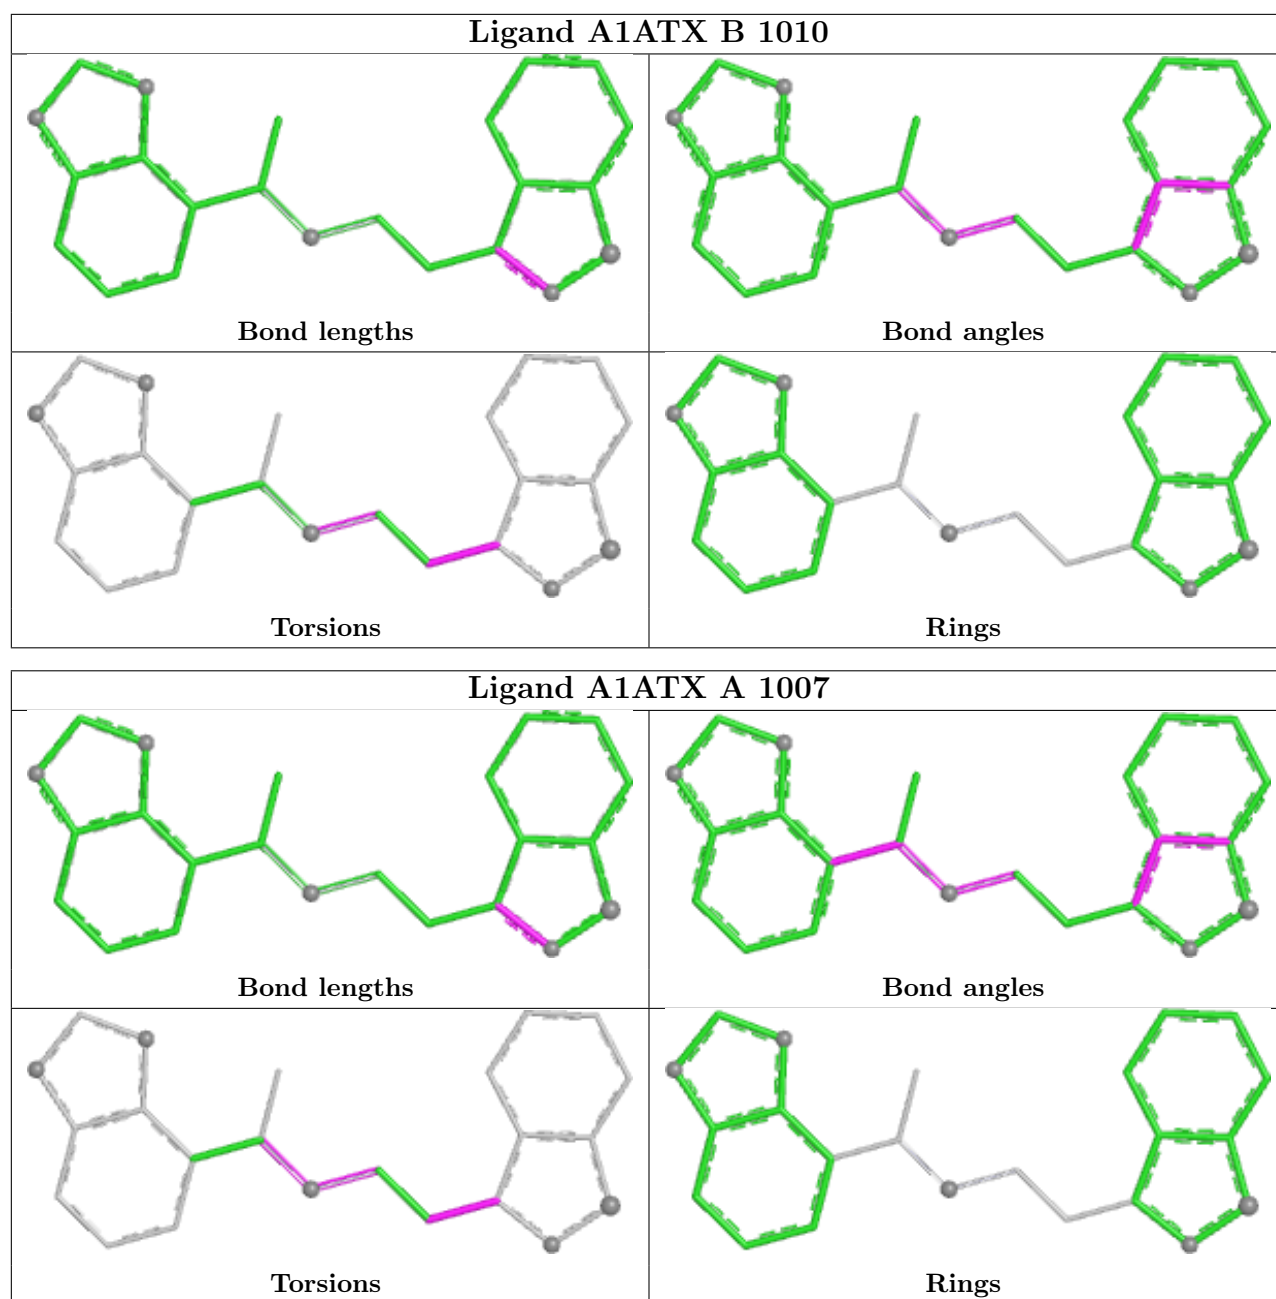 Ligand A1ATX B 1010
Bond lengths
Bond angles
Torsions
Rings
Ligand A1ATX A 1007
Bond lengths
Bond angles
Torsions
Rings